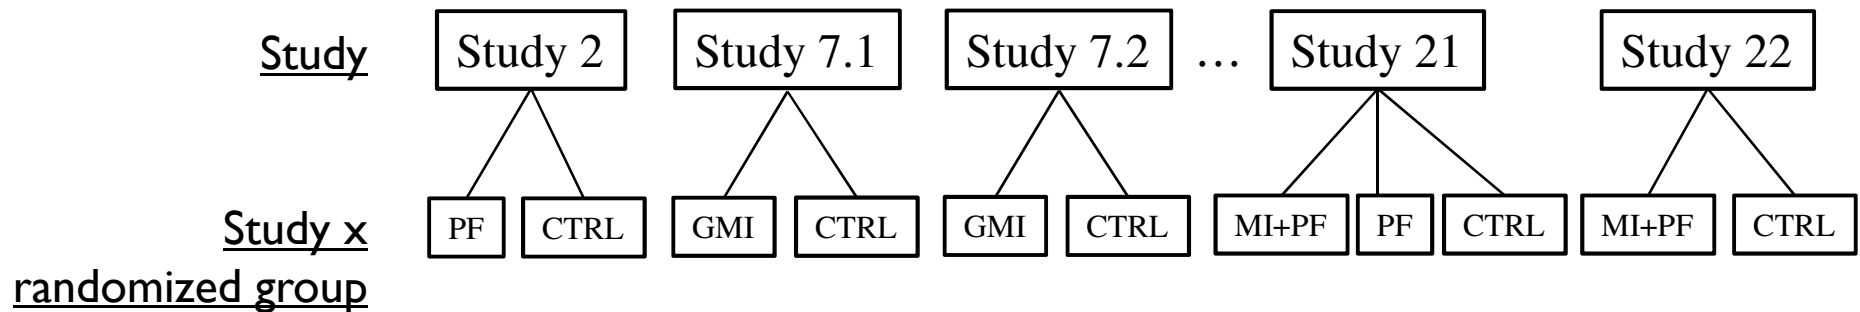 Study Study 2 Study 7.1 Study 7.2 … Study 21 Study 22
PF CTRL GMI CTRL GMI CTRL MI+PF PF CTRL MI+PF CTRL
Study x
randomized group